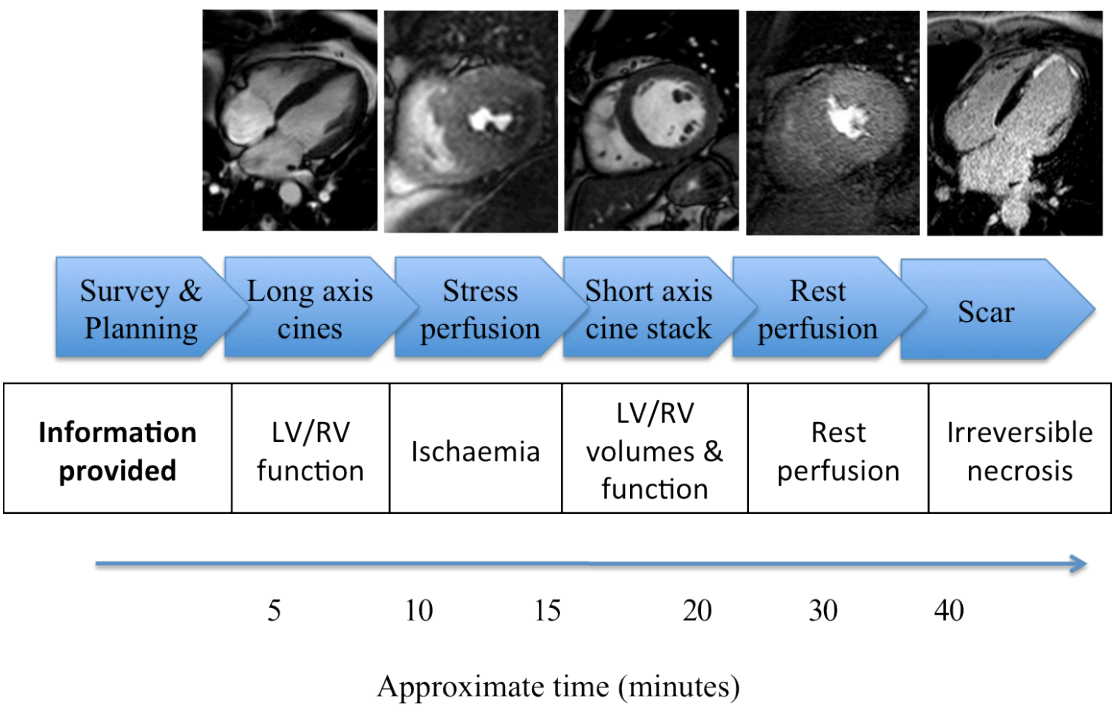 Survey &
Planning
Long axis
cines
Stress
perfusion
Short axis
cine stack
Rest
perfusion
Scar
Information
provided
LV/RV
function
Ischaemia
LV/RV
volumes &
function
Rest
perfusion
Irreversible
necrosis
5 10 15 20 30 40
Approximate time (minutes)